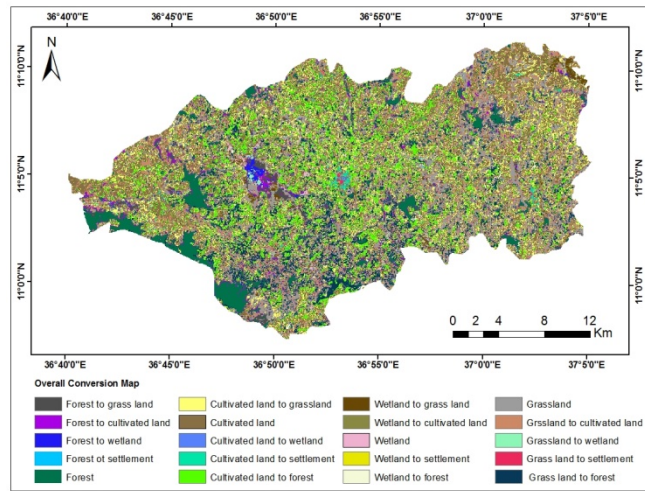 36°40'0"E 36°45'0"E 36°50'0"E 36°55'0"E 37°0'0"E 37°5'0"E
N
11°10'0"N 11°10'0"N
11°5'0"N 11°5'0"N
11°0'0"N 11°0'0"N
0 2 4 8 12
Km
36°40'0"E 36°45'0"E 36°50'0"E 36°55'0"E 37°0'0"E 37°5'0"E
Overall Conversion Map
Forest to grass land Cultivated land to grassland Wetland to grass land Grassland
Forest to cultivated land Cultivated land Wetland to cultivated land Grssland to cultivated land
Forest to wetland Cultivated land to wetland Wetland Grassland to wetland
Forest ot settlement Cultivated land to settlement Wetland to settlement Grass land to settlement
Forest Cultivated land to forest Wetland to forest Grass land to forest